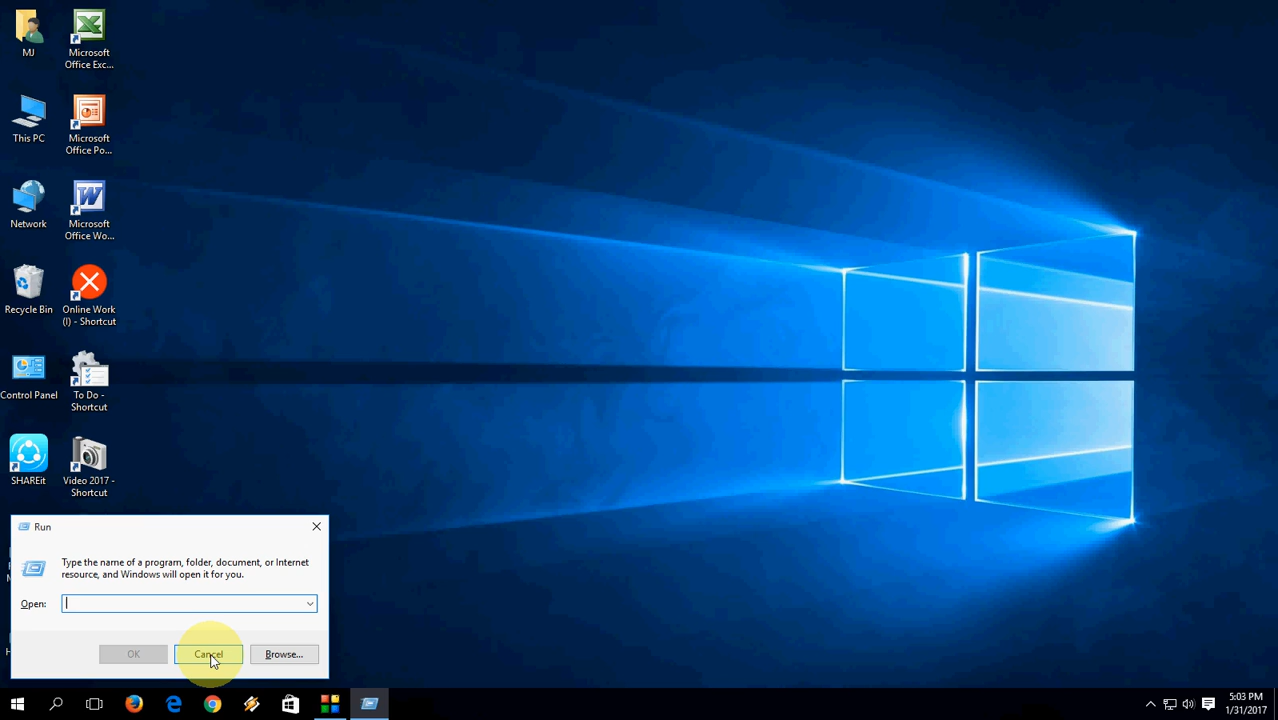 MJ
Microsoft
Office Exc...
This PC
Microsoft
Office Po...
Network
Microsoft
Office Wo...
Recycle Bin
Online Work
(I) - Shortcut
Control Panel
To Do -
Shortcut
SHAREit
Video 2017 -
Shortcut
Run
Type the name of a program, folder, document, or Internet
resource, and Windows will open it for you.
Open:
OK
Cancel
Browse...
5:03 PM
1/31/2017